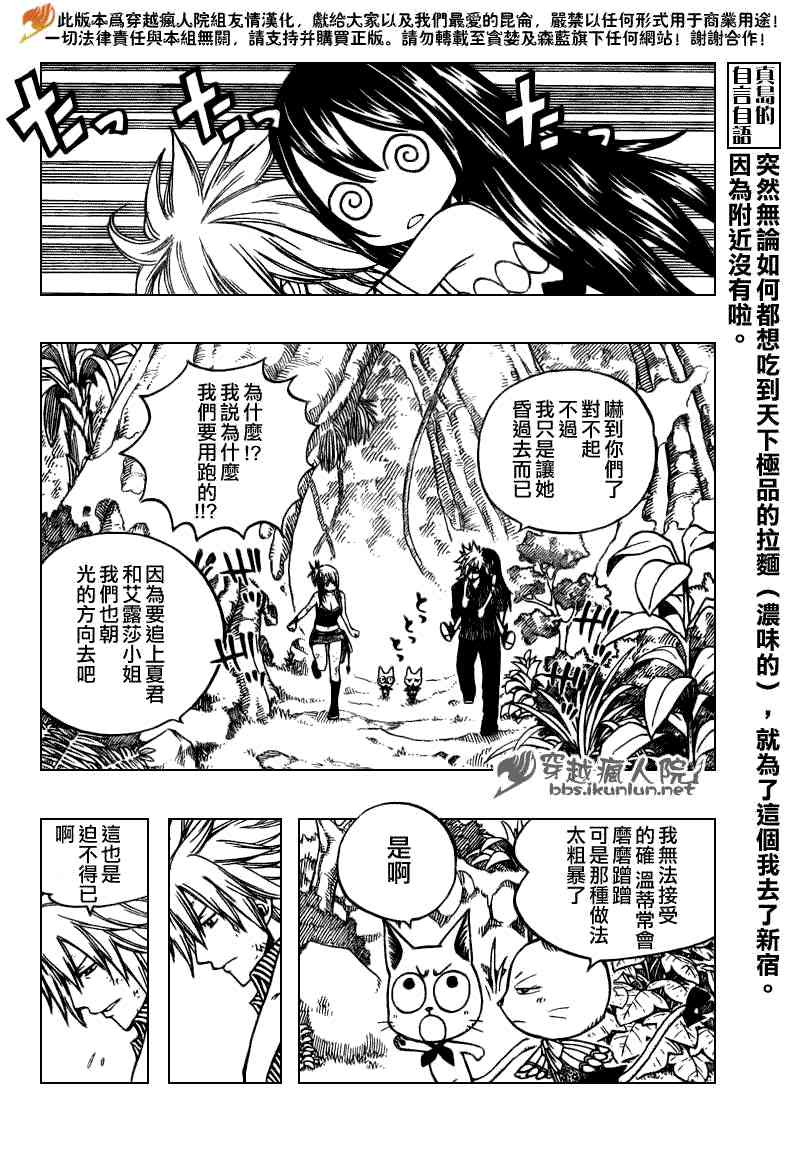 此版本爲穿越瘋人院組友情漢化，獻給大家以及我們最愛的昆侖，嚴禁以任何形式用于商業用途！
一切法律責任與本組無關，請支持并購買正版。請勿轉載至貪婪及森藍旗下任何網站！謝謝合作！
真島的
自言自語
突然無論如何都想吃到天下極品的拉麵（濃味的），就為了這個我去了新宿。
因為附近沒有啦。
たっ
たっ
たっ
嚇到你們了
對不起
不過
我只是讓她
昏過去而已
為什麼!?
我説為什麼
我們要用跑的!!?
因為要追上夏君
和艾露莎小姐
我們也朝
光的方向去吧
とっ
とっ
穿越瘋人院
bbs.ikunlun.net
我無法接受
的確 溫蒂常會
磨磨蹭蹭
可是那種做法
太粗暴了
是啊
這也是
迫不得已
啊